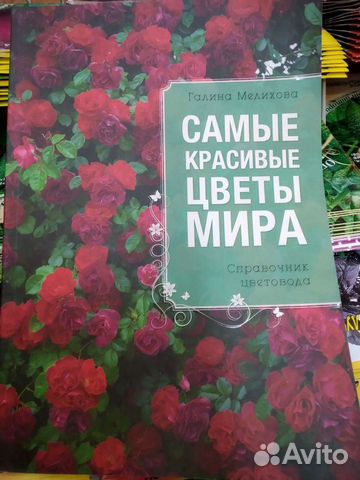 Галина Мелихова
САМЫЕ
КРАСИВЫЕ
ЦВЕТЫ
МИРА
Справочник
цветовода
Avito